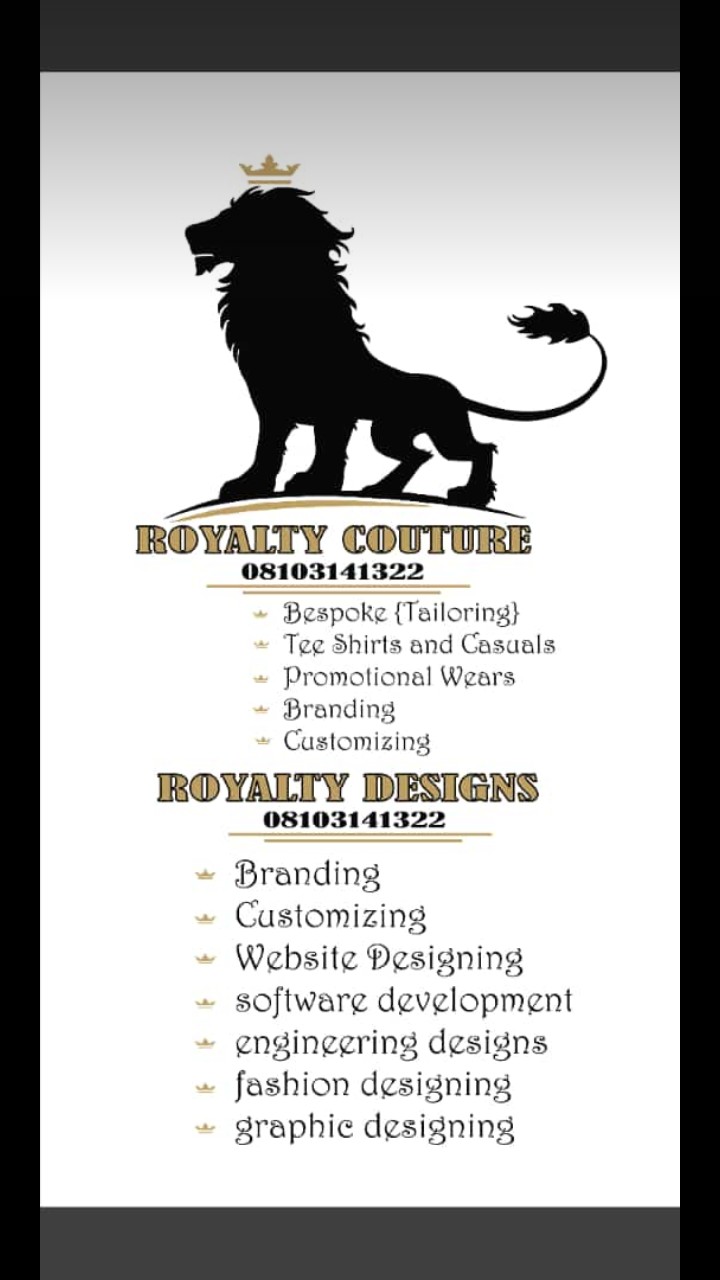 ROYALTY COUTURE
08103141322
Bespoke {Tailoring}
Tee Shirts and Casuals
Promotional Wears
Branding
Customizing
ROYALTY DESIGNS
08103141322
Branding
Customizing
Website Designing
software development
engineering designs
fashion designing
graphic designing